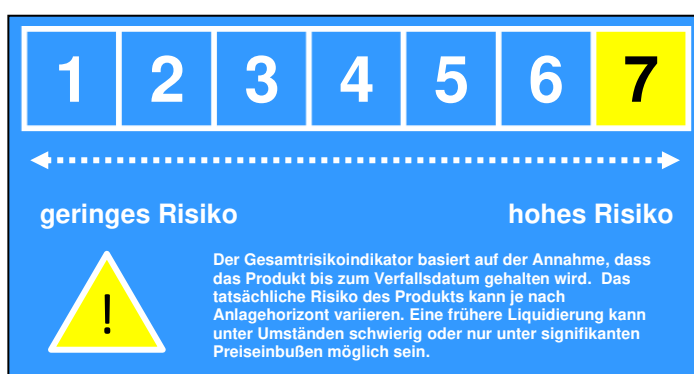 1 2 3 4 5 6 7
geringes Risiko hohes Risiko
!
Der Gesamtrisikoindikator basiert auf der Annahme, dass
das Produkt bis zum Verfallsdatum gehalten wird. Das
tatsächliche Risiko des Produkts kann je nach
Anlagehorizont variieren. Eine frühere Liquidierung kann
unter Umständen schwierig oder nur unter signifikanten
Preiseinbußen möglich sein.